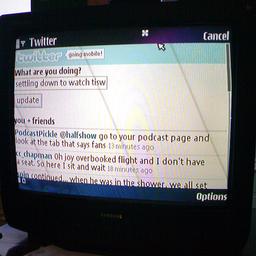 Twitter
Cancel
twitter going mobile!
What are you doing?
settling down to watch tisw
update
you + friends
PodcastPickle @halfshow go to your podcast page and
look at the tab that says fans 13 minutes ago
cc_chapman Oh joy overbooked flight and I don't have
a seat. So here I sit and wait 18 minutes ago
continued... when he was in the shower, we all set
Options